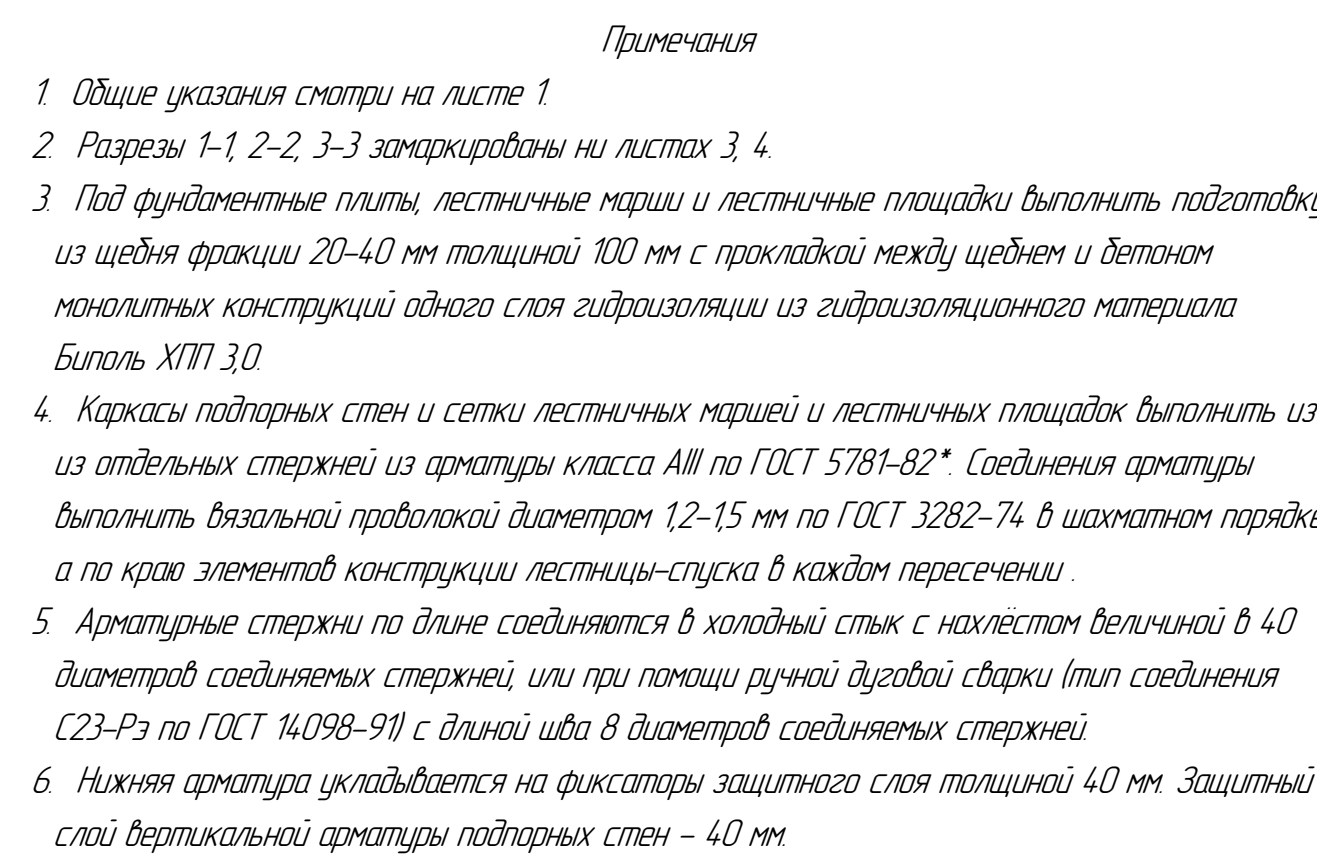 Примечания
1. Общие указания смотри на листе 1.
2. Разрезы 1-1, 2-2, 3-3 замаркированы ни листах 3, 4.
3. Под фундаментные плиты, лестничные марши и лестничные площадки выполнить подготовку
из щебня фракции 20-40 мм толщиной 100 мм с прокладкой между щебнем и бетоном
монолитных конструкций одного слоя гидроизоляции из гидроизоляционного материала
Биполь ХПП 3,0.
4. Каркасы подпорных стен и сетки лестничных маршей и лестничных площадок выполнить из
из отдельных стержней из арматуры класса АIII по ГОСТ 5781-82*. Соединения арматуры
выполнить вязальной проволокой диаметром 1,2-1,5 мм по ГОСТ 3282-74 в шахматном порядке
а по краю элементов конструкции лестницы-спуска в каждом пересечении .
5. Арматурные стержни по длине соединяются в холодный стык с нахлёстом величиной в 40
диаметров соединяемых стержней, или при помощи ручной дуговой сварки (тип соединения
С23-Рэ по ГОСТ 14098-91) с длиной шва 8 диаметров соединяемых стержней.
6. Нижняя арматура укладывается на фиксаторы защитного слоя толщиной 40 мм. Защитный
слой вертикальной арматуры подпорных стен - 40 мм.